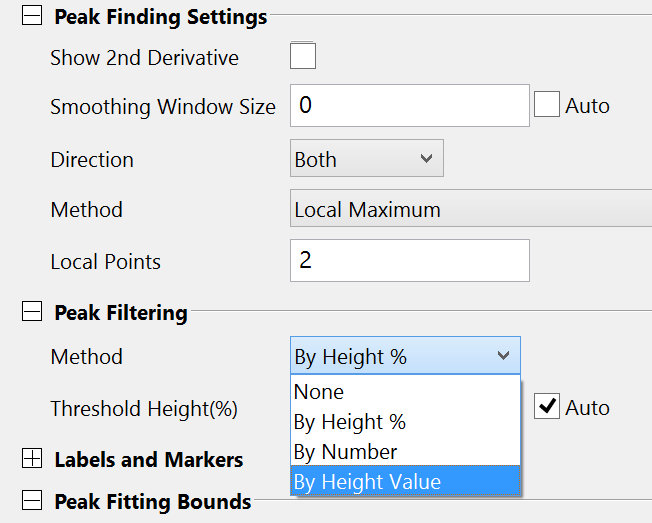 Peak Finding Settings
Show 2nd Derivative
Smoothing Window Size 0 Auto
Direction Both
Method Local Maximum
Local Points 2
Peak Filtering
Method By Height %
None
Threshold Height(%) By Height % Auto
By Number
Labels and Markers
By Height Value
Peak Fitting Bounds